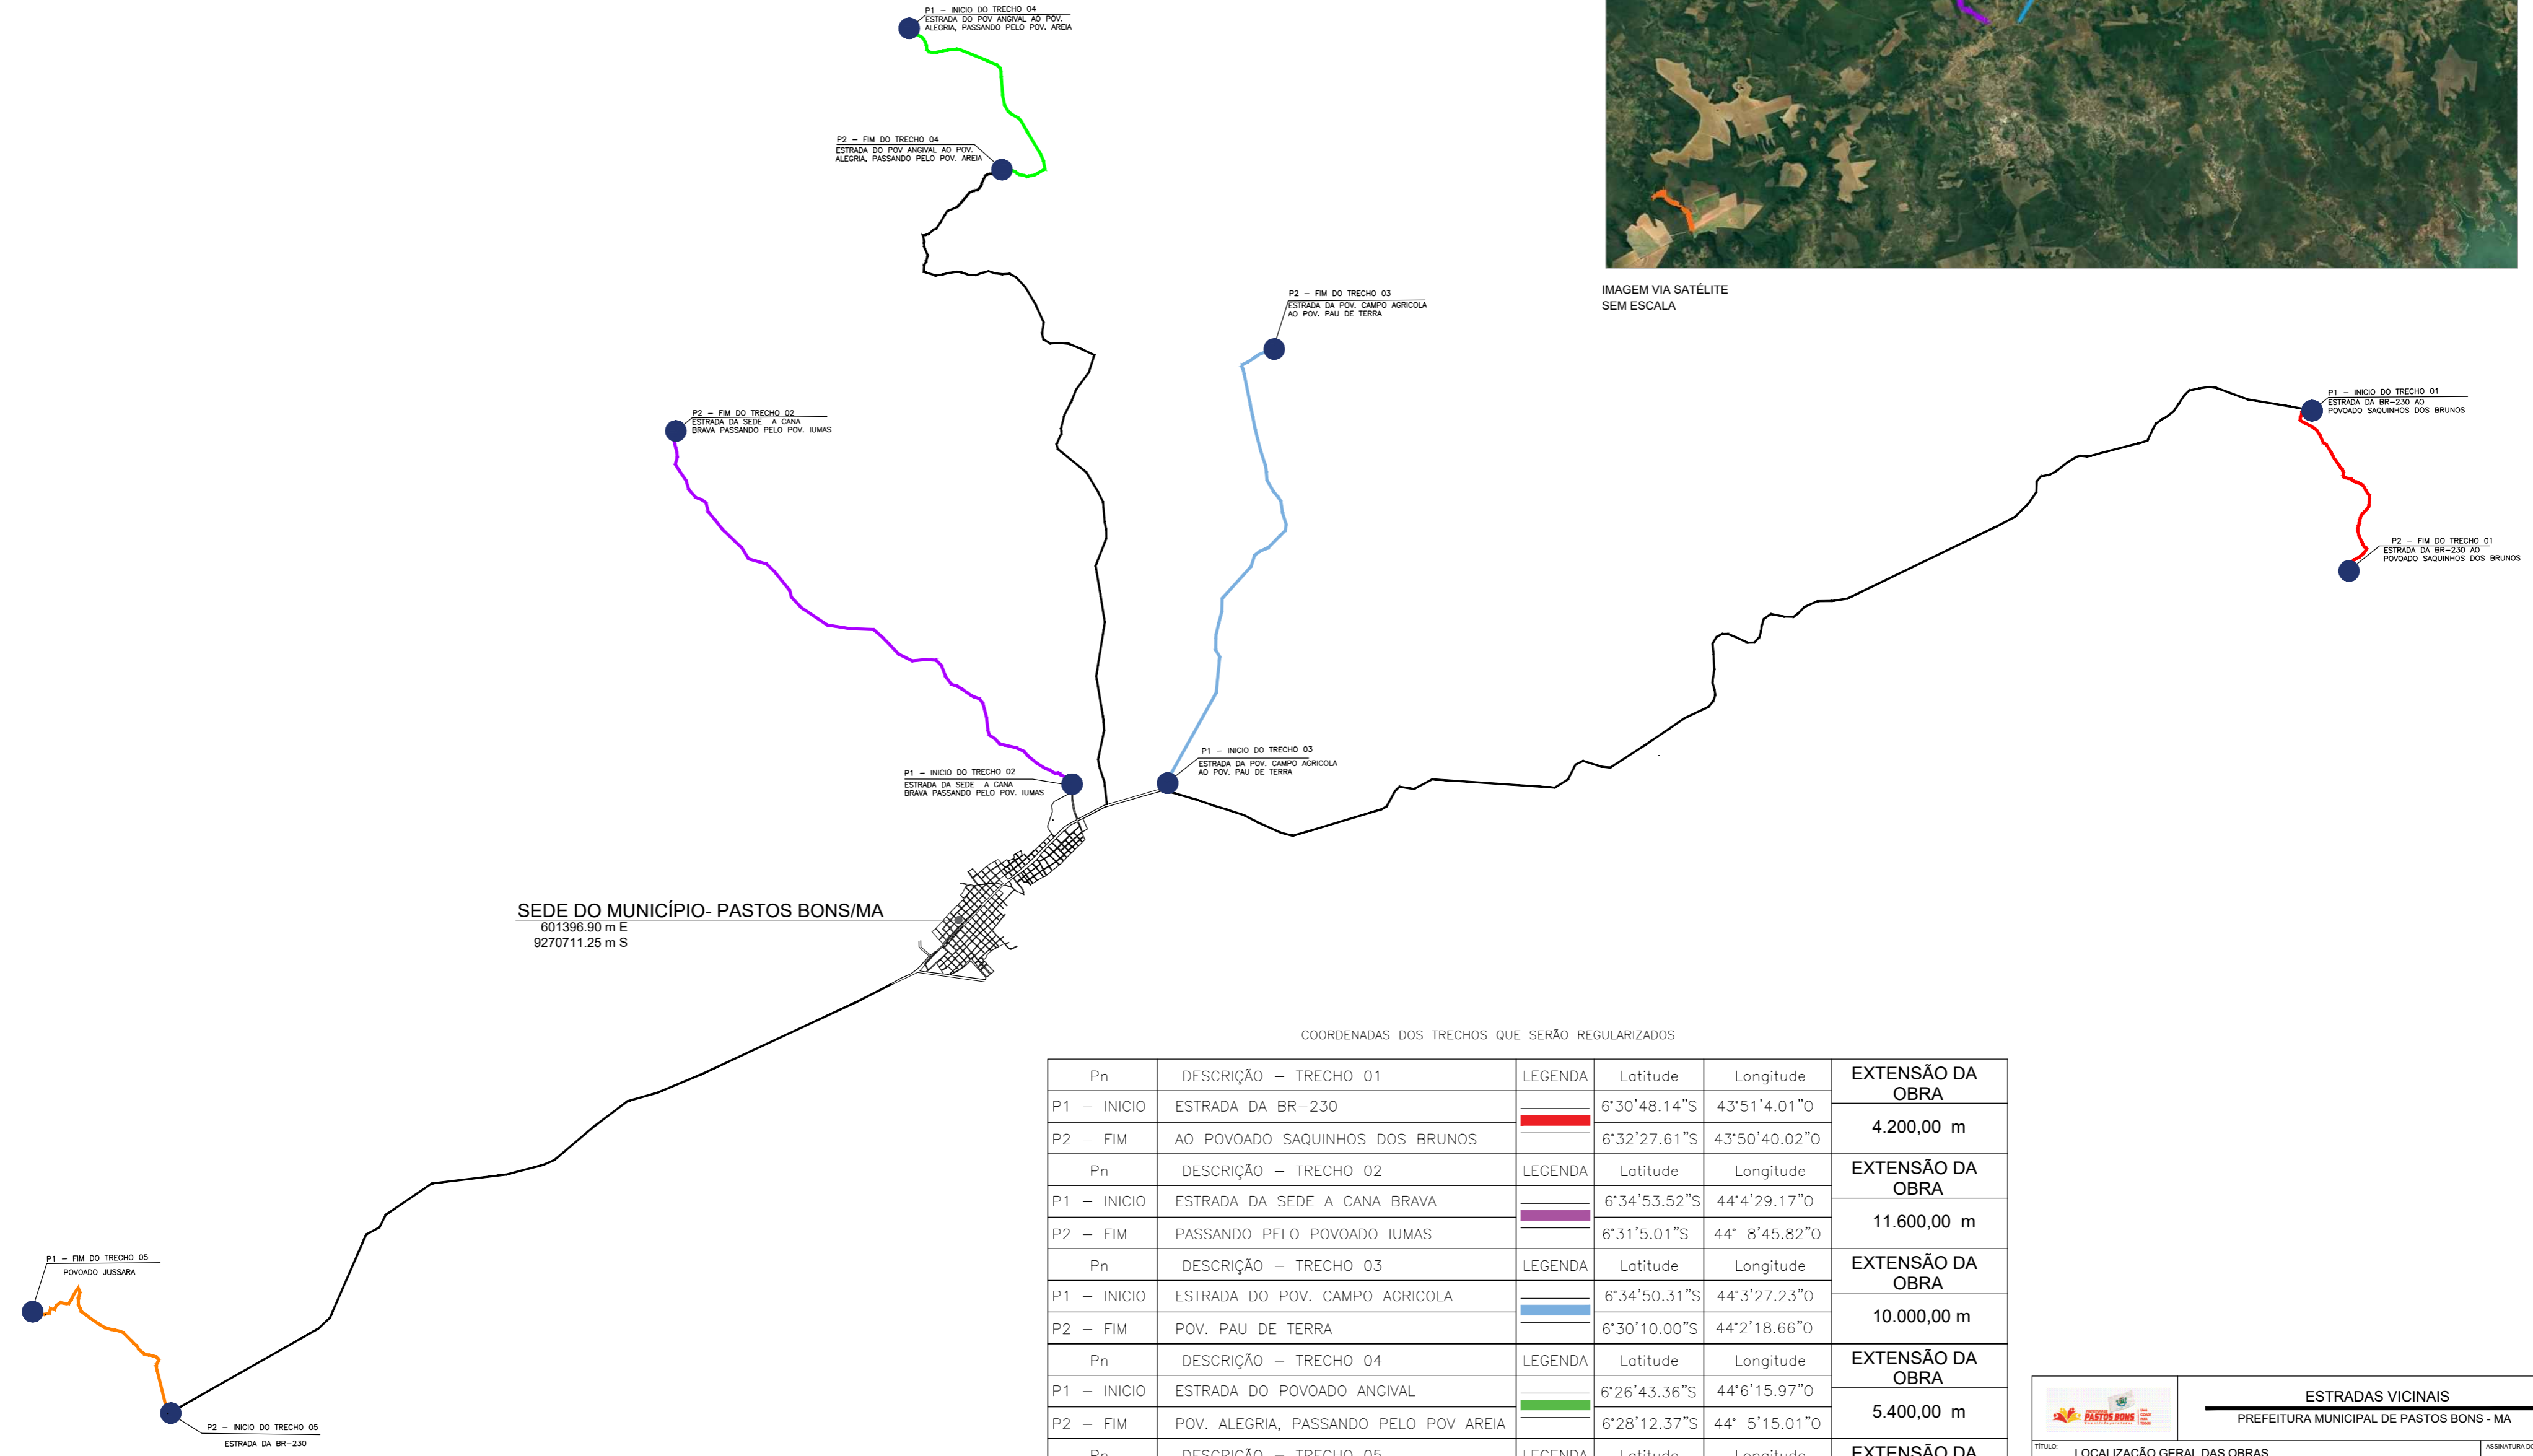 P1 – INICIO DO TRECHO 04
ESTRADA DO POV ANGIVAL AO POV.
ALEGRIA, PASSANDO PELO POV. AREIA
P2 – FIM DO TRECHO 04
ESTRADA DO POV ANGIVAL AO POV.
ALEGRIA, PASSANDO PELO POV. AREIA
IMAGEM VIA SATÉLITE
SEM ESCALA
P2 – FIM DO TRECHO 03
ESTRADA DA POV. CAMPO AGRICOLA
AO POV. PAU DE TERRA
P1 – INICIO DO TRECHO 01
ESTRADA DA BR–230 AO
POVOADO SAQUINHOS DOS BRUNOS
P2 – FIM DO TRECHO 02
ESTRADA DA SEDE A CANA
BRAVA PASSANDO PELO POV. IUMAS
P2 – FIM DO TRECHO 01
ESTRADA DA BR–230 AO
POVOADO SAQUINHOS DOS BRUNOS
P1 – INICIO DO TRECHO 03
ESTRADA DA POV. CAMPO AGRICOLA
AO POV. PAU DE TERRA
P1 – INICIO DO TRECHO 02
ESTRADA DA SEDE A CANA
BRAVA PASSANDO PELO POV. IUMAS
SEDE DO MUNICÍPIO- PASTOS BONS/MA
601396.90 m E
9270711.25 m S
P1 – FIM DO TRECHO 05
POVOADO JUSSARA
P2 – INICIO DO TRECHO 05
ESTRADA DA BR–230
COORDENADAS DOS TRECHOS QUE SERÃO REGULARIZADOS
Pn DESCRIÇÃO – TRECHO 01 LEGENDA Latitude Longitude EXTENSÃO DA OBRA
P1 – INICIO ESTRADA DA BR–230 6°30'48.14"S 43°51'4.01"O
4.200,00 m
P2 – FIM AO POVOADO SAQUINHOS DOS BRUNOS 6°32'27.61"S 43°50'40.02"O
Pn DESCRIÇÃO – TRECHO 02 LEGENDA Latitude Longitude EXTENSÃO DA OBRA
P1 – INICIO ESTRADA DA SEDE A CANA BRAVA 6°34'53.52"S 44°4'29.17"O
11.600,00 m
P2 – FIM PASSANDO PELO POVOADO IUMAS 6°31'5.01"S 44° 8'45.82"O
Pn DESCRIÇÃO – TRECHO 03 LEGENDA Latitude Longitude EXTENSÃO DA OBRA
P1 – INICIO ESTRADA DO POV. CAMPO AGRICOLA 6°34'50.31"S 44°3'27.23"O
10.000,00 m
P2 – FIM POV. PAU DE TERRA 6°30'10.00"S 44°2'18.66"O
Pn DESCRIÇÃO – TRECHO 04 LEGENDA Latitude Longitude EXTENSÃO DA OBRA
P1 – INICIO ESTRADA DO POVOADO ANGIVAL 6°26'43.36"S 44°6'15.97"O
5.400,00 m
P2 – FIM POV. ALEGRIA, PASSANDO PELO POV AREIA 6°28'12.37"S 44° 5'15.01"O
Pn DESCRIÇÃO – TRECHO 05 LEGENDA Latitude Longitude EXTENSÃO DA
PASTOS BONS
ESTRADAS VICINAIS
PREFEITURA MUNICIPAL DE PASTOS BONS - MA
TÍTULO: LOCALIZAÇÃO GERAL DAS OBRAS
ASSINATURA DO